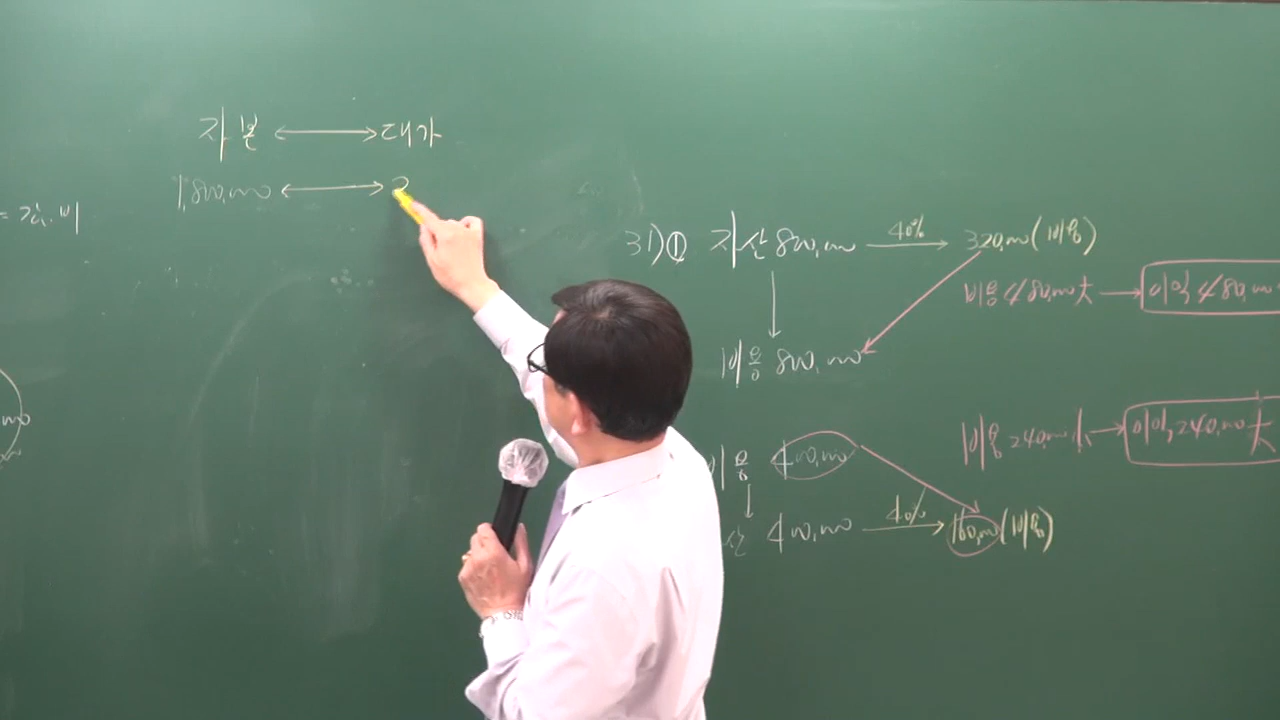 자본 ⟷ 대가
1,800,000 ⟷ 2
=
31)① 자산 800,000 → 40% 320,000(비용)
비용 480,000大 → 이익 480,000
비용 800,000
비용 240,000小 → 이익 240,000大
비용 400,000
산 400,000 → 40% 160,000(비용)